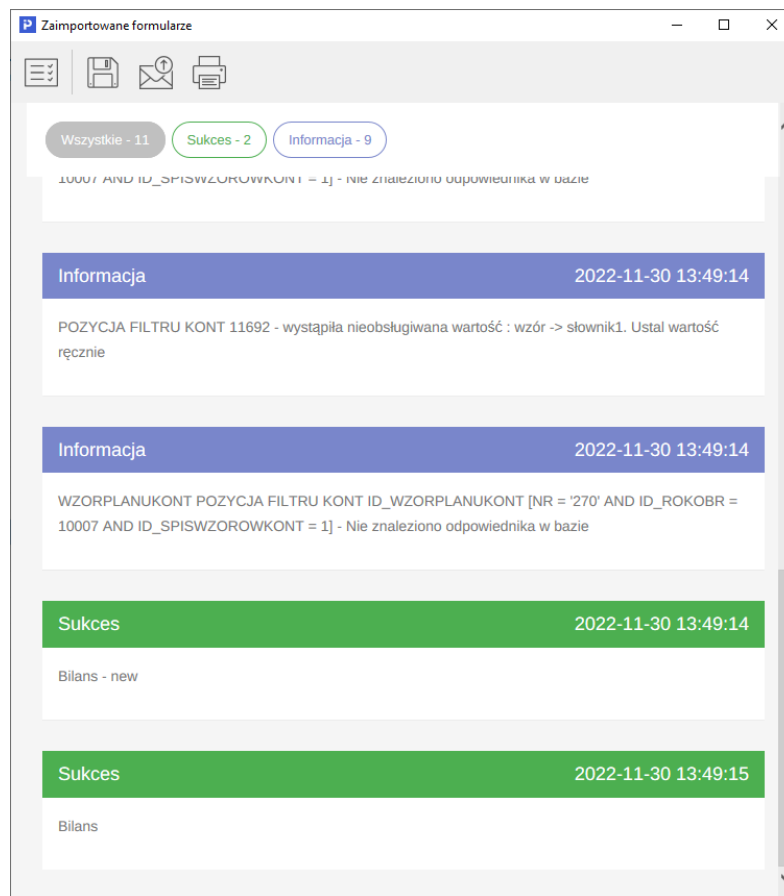 Zaimportowane formularze
Wszystkie - 11
Sukces - 2
Informacja - 9
10007 AND ID_SPISWZOROWKONT = 1] - Nie znaleziono odpowiednika w bazie
Informacja 2022-11-30 13:49:14
POZYCJA FILTRU KONT 11692 - wystąpiła nieobsługiwana wartość : wzór -> słownik1. Ustal wartość
ręcznie
Informacja 2022-11-30 13:49:14
WZORPLANUKONT POZYCJA FILTRU KONT ID_WZORPLANUKONT [NR = '270' AND ID_ROKOBR =
10007 AND ID_SPISWZOROWKONT = 1] - Nie znaleziono odpowiednika w bazie
Sukces 2022-11-30 13:49:14
Bilans - new
Sukces 2022-11-30 13:49:15
Bilans